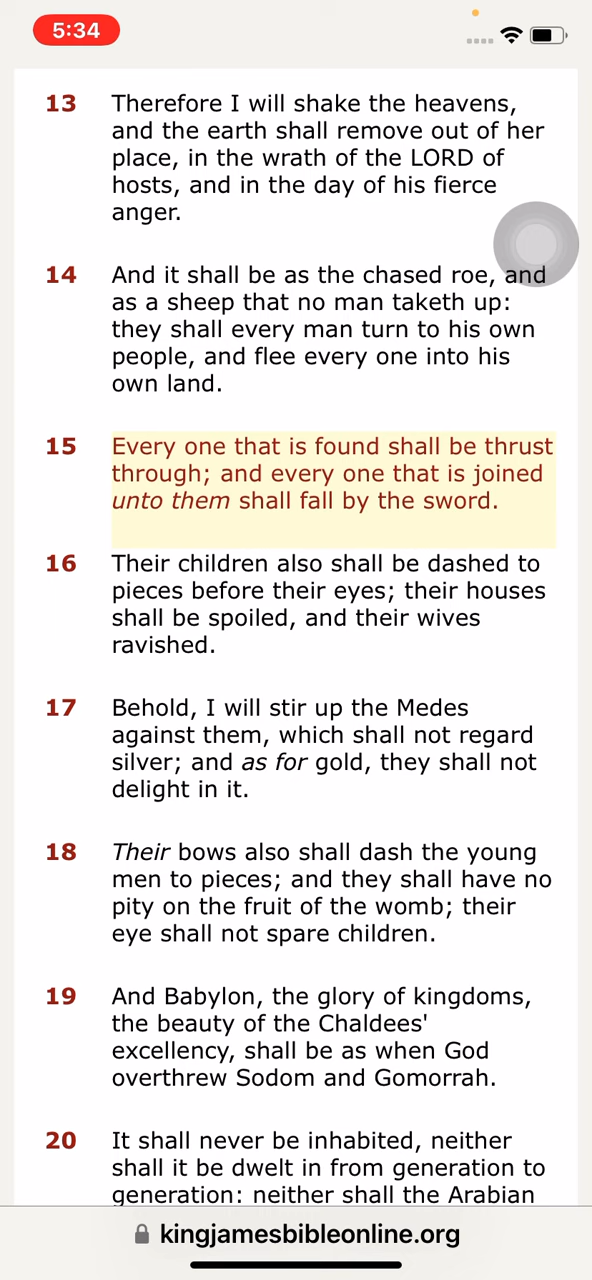 5:34
13 Therefore I will shake the heavens,
and the earth shall remove out of her
place, in the wrath of the LORD of
hosts, and in the day of his fierce
anger.
14 And it shall be as the chased roe, and
as a sheep that no man taketh up:
they shall every man turn to his own
people, and flee every one into his
own land.
15 Every one that is found shall be thrust
through; and every one that is joined
unto them shall fall by the sword.
16 Their children also shall be dashed to
pieces before their eyes; their houses
shall be spoiled, and their wives
ravished.
17 Behold, I will stir up the Medes
against them, which shall not regard
silver; and as for gold, they shall not
delight in it.
18 Their bows also shall dash the young
men to pieces; and they shall have no
pity on the fruit of the womb; their
eye shall not spare children.
19 And Babylon, the glory of kingdoms,
the beauty of the Chaldees'
excellency, shall be as when God
overthrew Sodom and Gomorrah.
20 It shall never be inhabited, neither
shall it be dwelt in from generation to
generation: neither shall the Arabian
kingjamesbibleonline.org